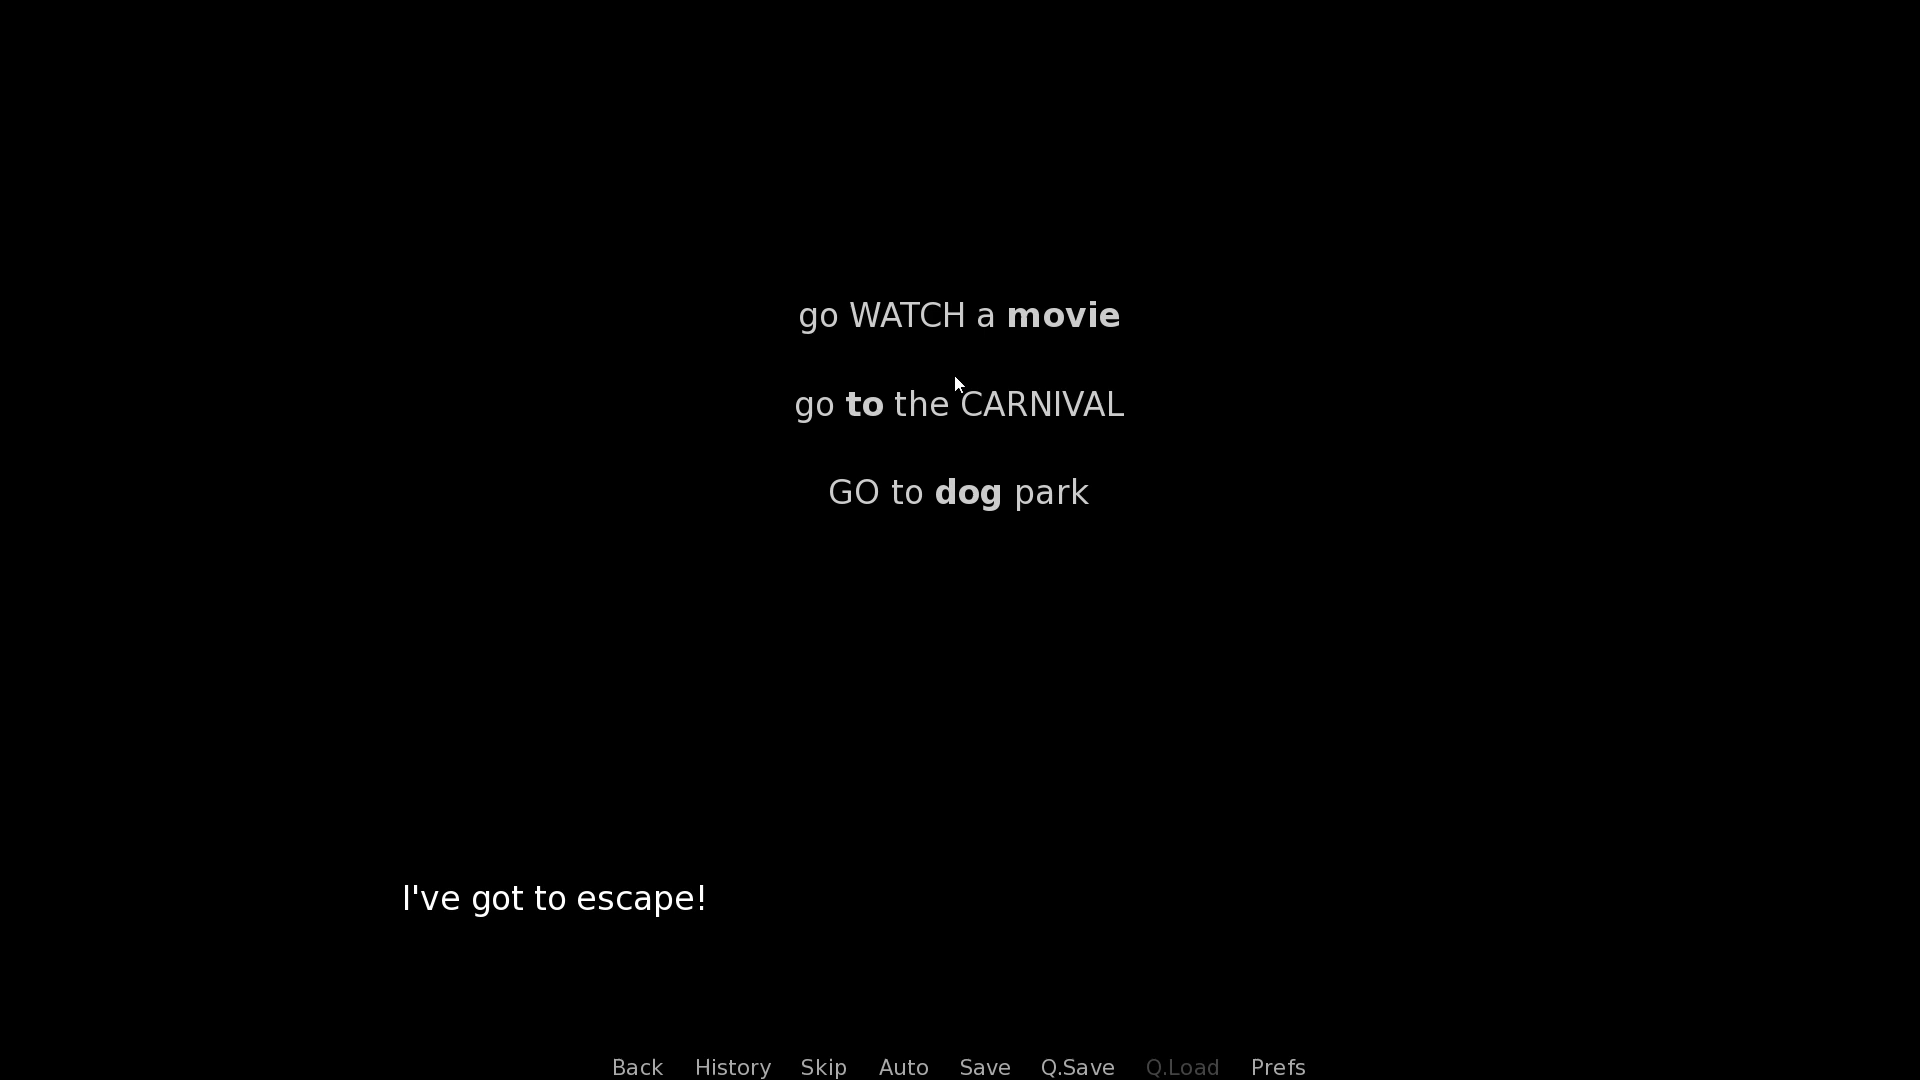 go WATCH a movie
go to the CARNIVAL
GO to dog park
I've got to escape!
Back History Skip Auto Save Q.Save Q.Load Prefs